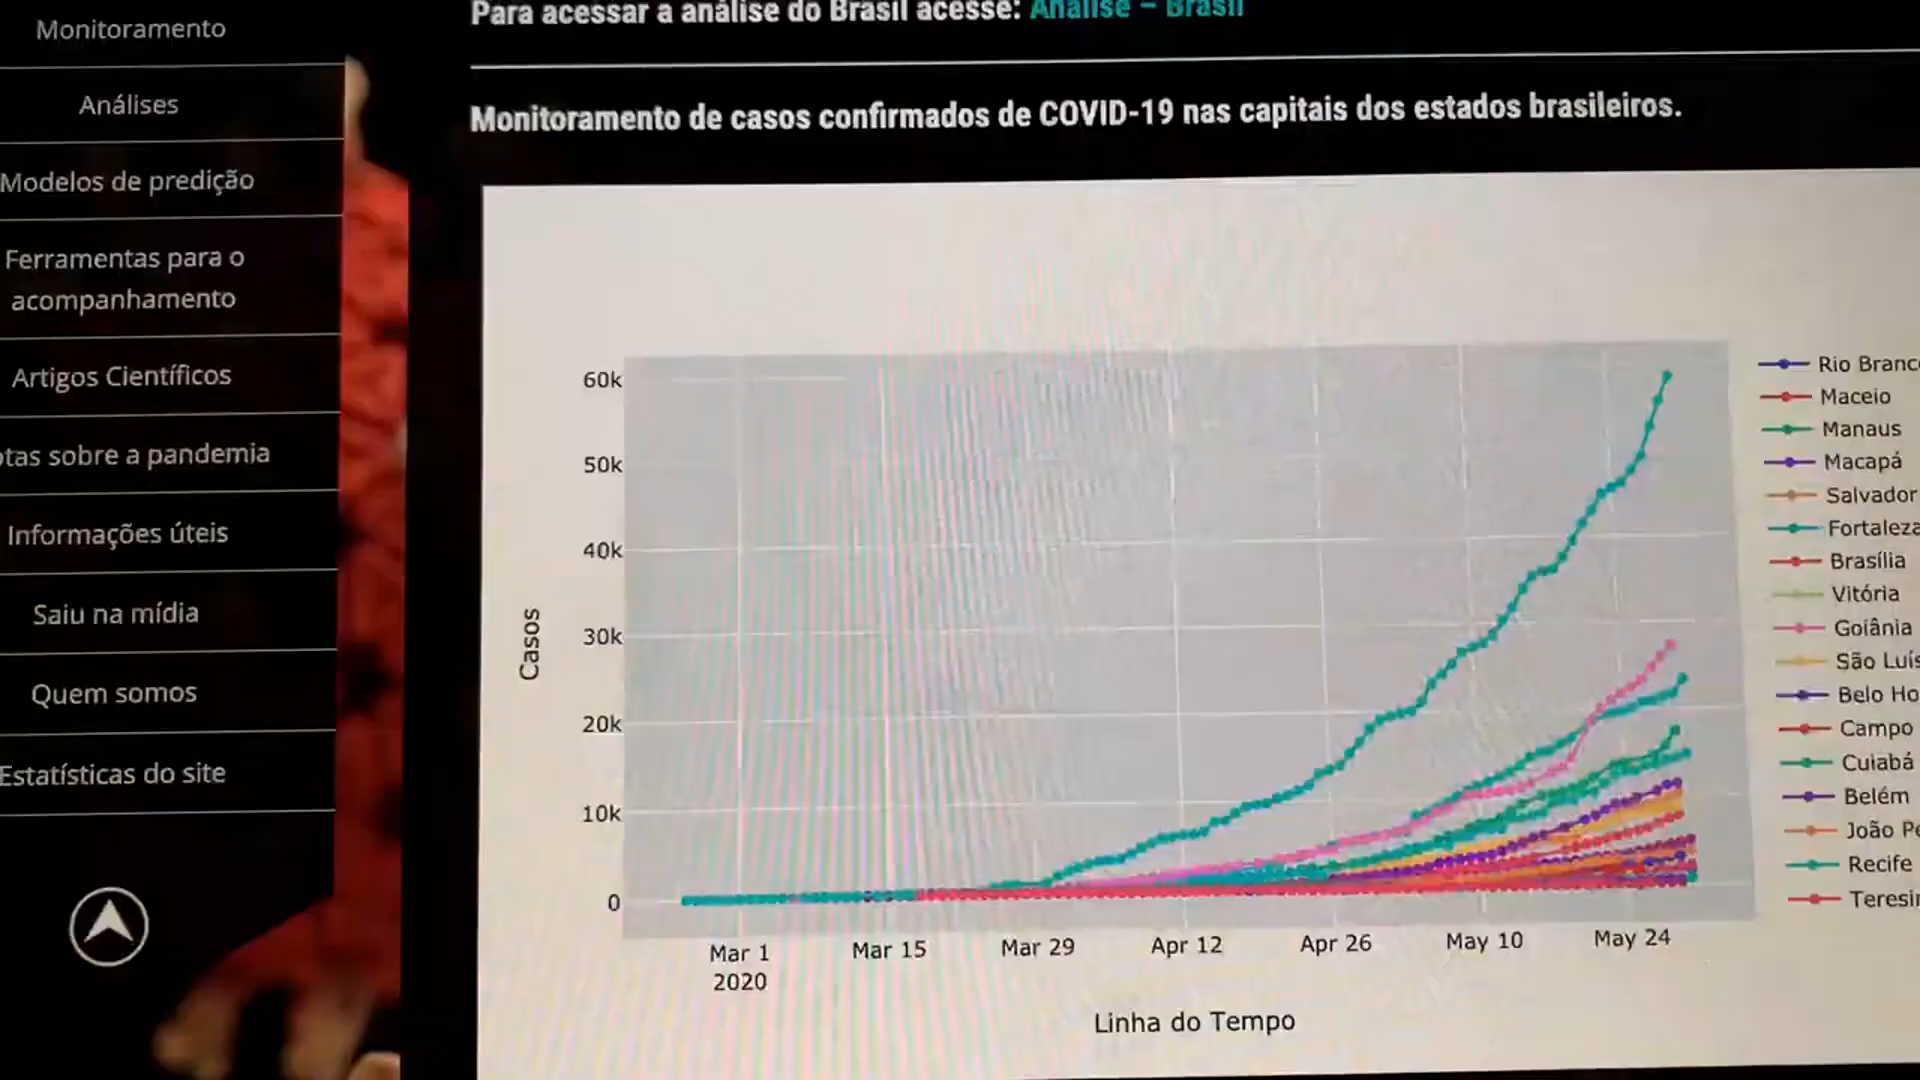 Para acessar a análise do Brasil acesse: Análise – Brasil
Monitoramento
Análises
Modelos de predição
Ferramentas para o
acompanhamento
Artigos Científicos
sobre a pandemia
Informações úteis
Saiu na mídia
Quem somos
Estatísticas do site
Monitoramento de casos confirmados de COVID-19 nas capitais dos estados brasileiros.
Casos
60k
50k
40k
30k
20k
10k
0
Mar 1
2020
Mar 15
Mar 29
Apr 12
Apr 26
May 10
May 24
Linha do Tempo
Rio Branc
Maceio
Manaus
Macapá
Salvador
Fortaleza
Brasília
Vitória
Goiânia
São Luís
Belo Ho
Campo
Cuiabá
Belém
João Pe
Recife
Teresin